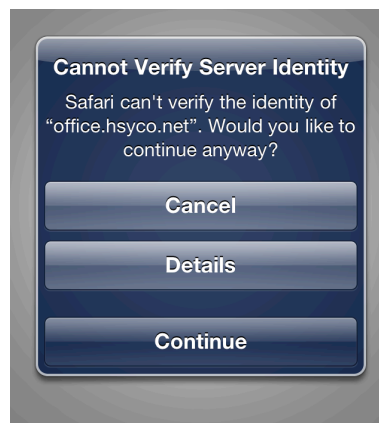 Cannot Verify Server Identity
Safari can't verify the identity of
“office.hsyco.net”. Would you like to
continue anyway?
Cancel
Details
Continue